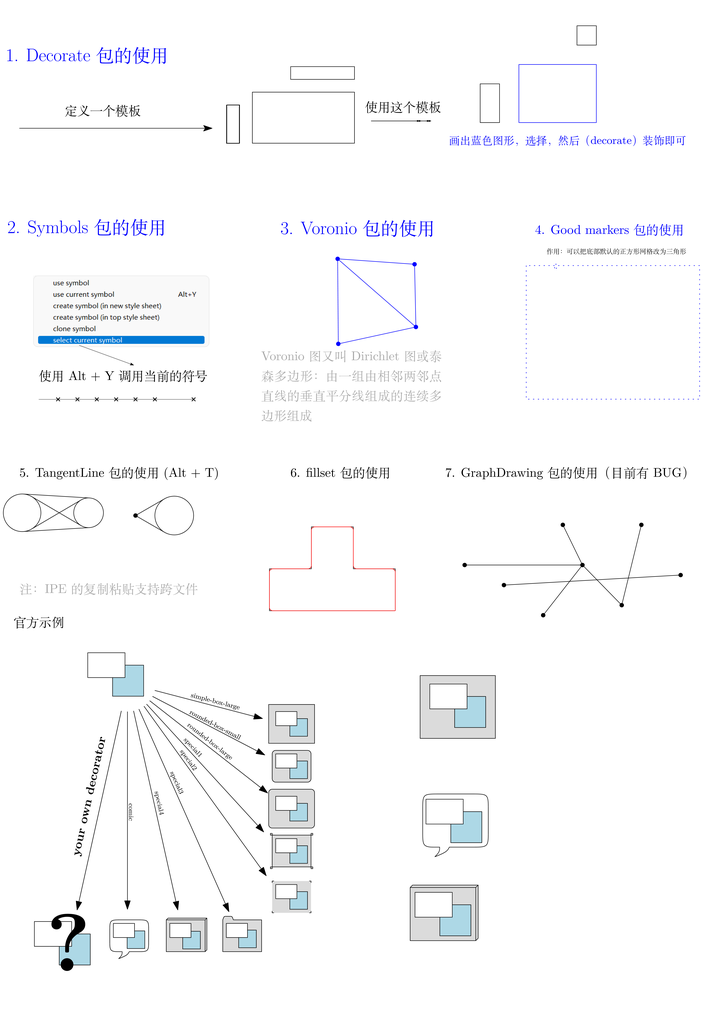 1. Decorate 包的使用
定义一个模板
使用这个模板
画出蓝色图形，选择，然后（decorate）装饰即可
2. Symbols 包的使用
use symbol
use current symbol Alt+Y
create symbol (in new style sheet)
create symbol (in top style sheet)
clone symbol
select current symbol
使用 Alt + Y 调用当前的符号
3. Voronio 包的使用
Voronio 图又叫 Dirichlet 图或泰
森多边形：由一组由相邻两邻点
直线的垂直平分线组成的连续多
边形组成
4. Good markers 包的使用
作用：可以把底部默认的正方形网格改为三角形
5. TangentLine 包的使用 (Alt + T)
注：IPE 的复制粘贴支持跨文件
6. fillset 包的使用
7. GraphDrawing 包的使用（目前有 BUG）
官方示例
simple-box-large
rounded-box-small
rounded-box-large
special1
special2
special3
special4
comic
your own decorator
?